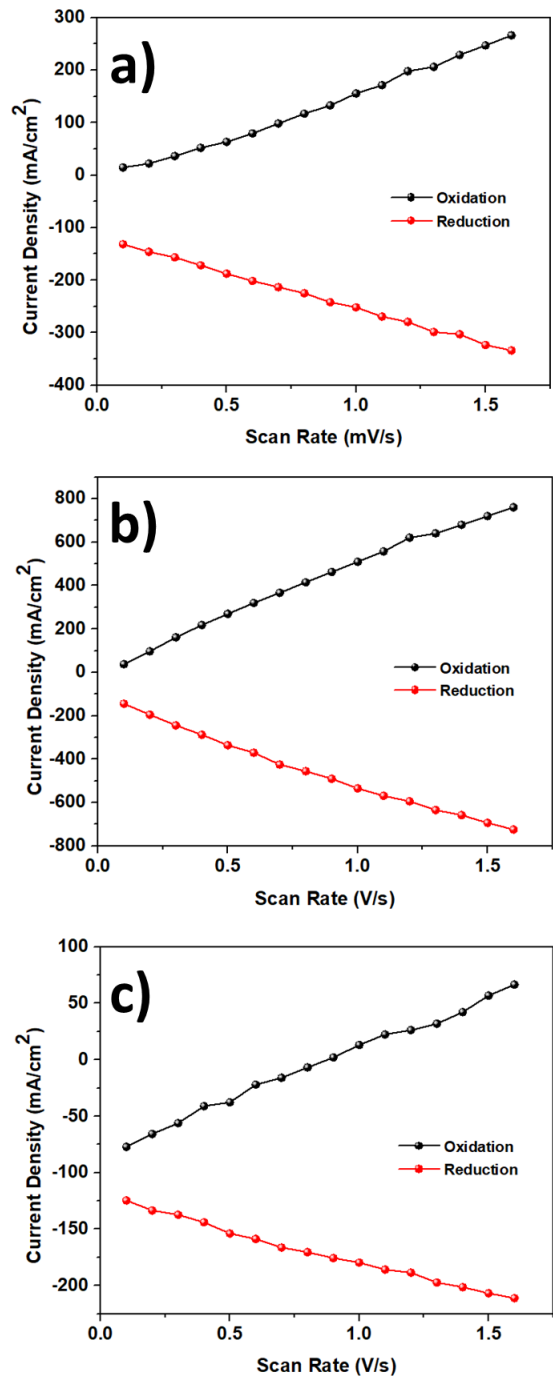 a)
300
200
100
0
-100
-200
-300
-400
Current Density (mA/cm²)
Oxidation
Reduction
0.0 0.5 1.0 1.5
Scan Rate (mV/s)
b)
800
600
400
200
0
-200
-400
-600
-800
Current Density (mA/cm²)
Oxidation
Reduction
0.0 0.5 1.0 1.5
Scan Rate (V/s)
c)
100
50
0
-50
-100
-150
-200
Current Density (mA/cm²)
Oxidation
Reduction
0.0 0.5 1.0 1.5
Scan Rate (V/s)